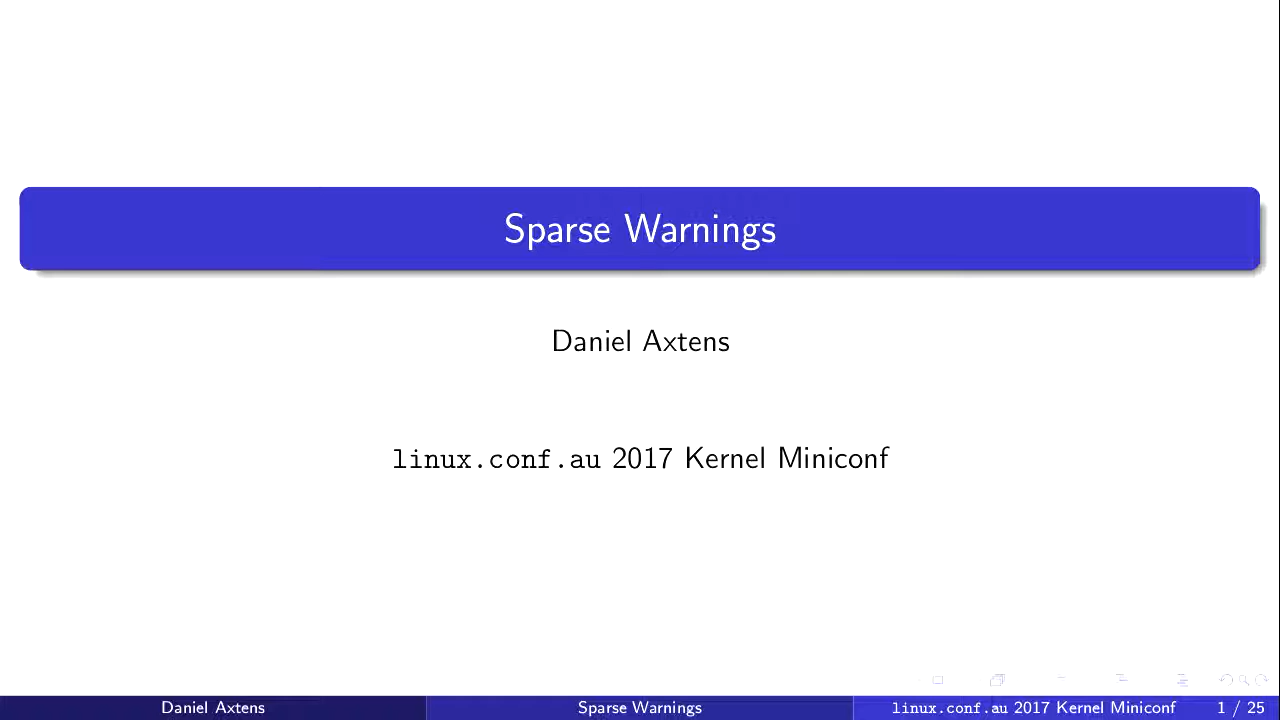 Sparse Warnings
Daniel Axtens
linux.conf.au 2017 Kernel Miniconf
Daniel Axtens
Sparse Warnings
linux.conf.au 2017 Kernel Miniconf
1 / 25